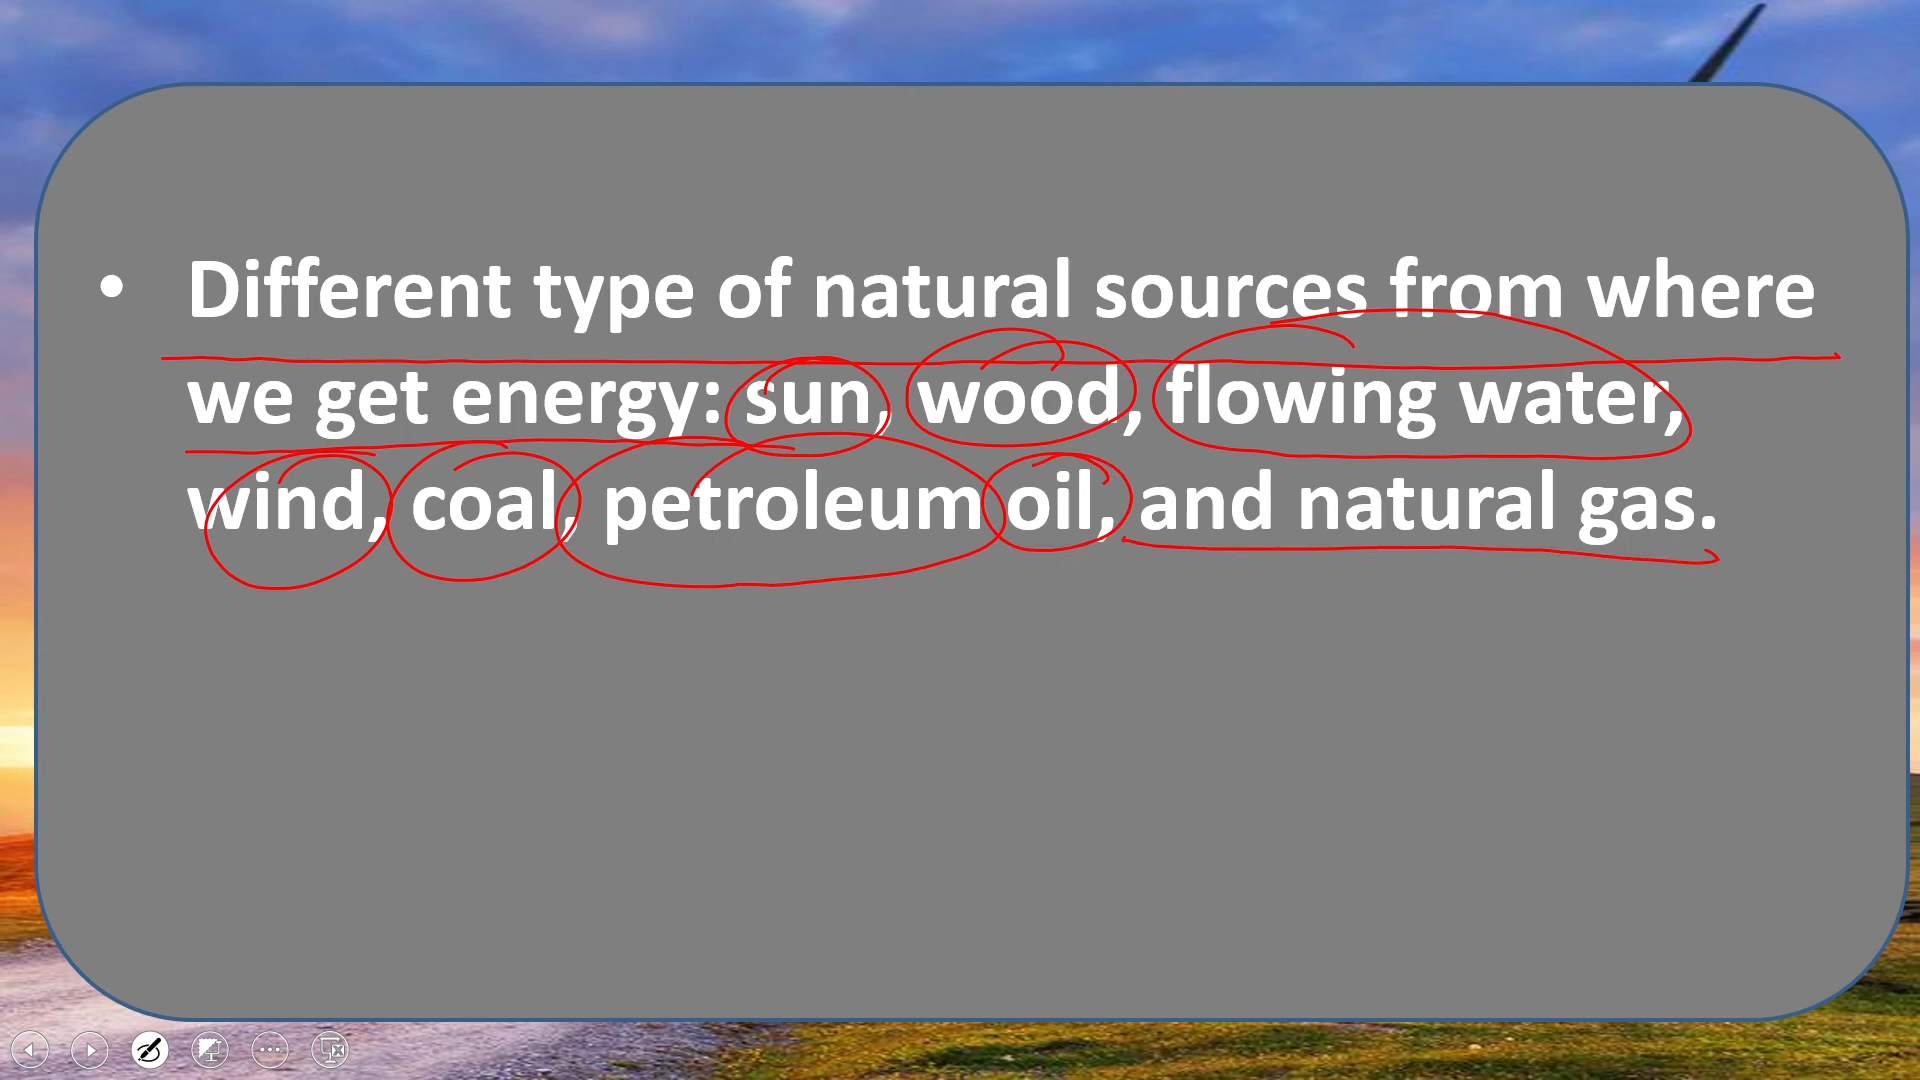 • Different type of natural sources from where
we get energy: sun, wood, flowing water,
wind, coal, petroleum oil, and natural gas.